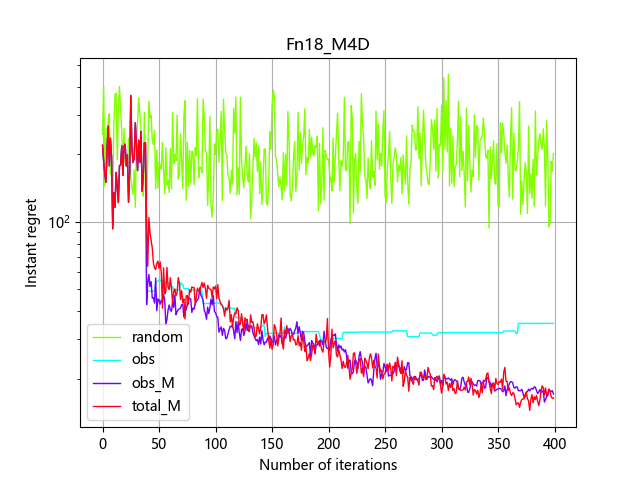 Fn18_M4D
Instant regret
10²
random
obs
obs_M
total_M
0 50 100 150 200 250 300 350 400
Number of iterations